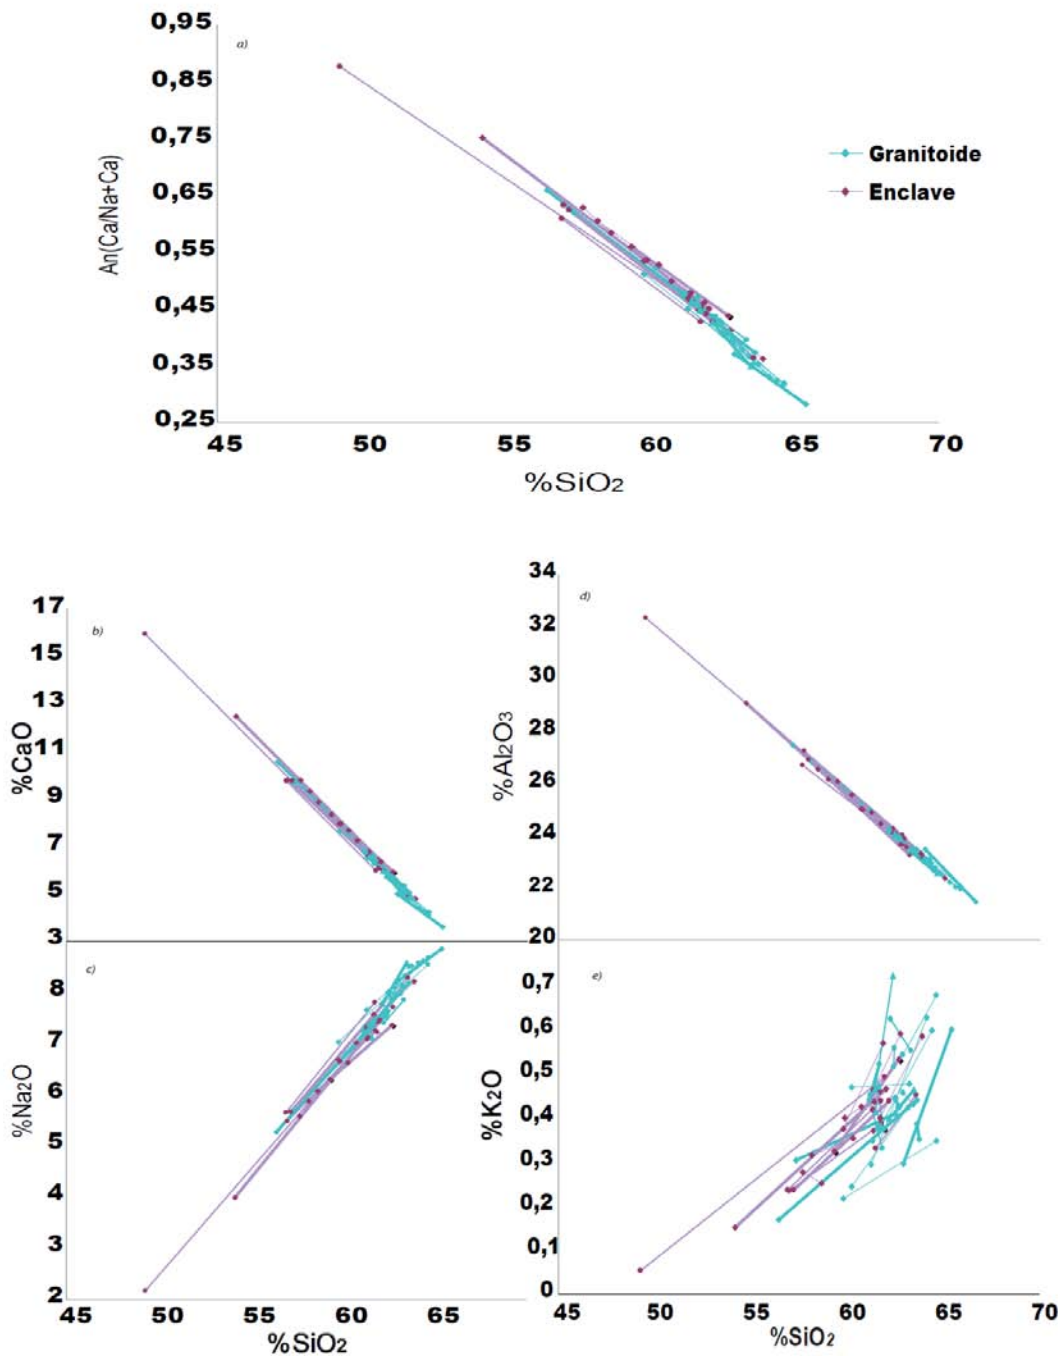 0,95
a)
0,85
0,75
0,65
0,55
0,45
0,35
0,25
An(Ca/Na+Ca)
Granitoide
Enclave
45 50 55 60 65 70
%SiO2
17
15
13
11
9
7
5
3
b)
%CaO
34
32
30
28
26
24
22
20
d)
%Al2O3
8
7
6
5
4
3
2
c)
%Na2O
45 50 55 60 65
%SiO2
0,7
0,6
0,5
0,4
0,3
0,2
0,1
0
e)
%K2O
45 50 55 60 65 70
%SiO2